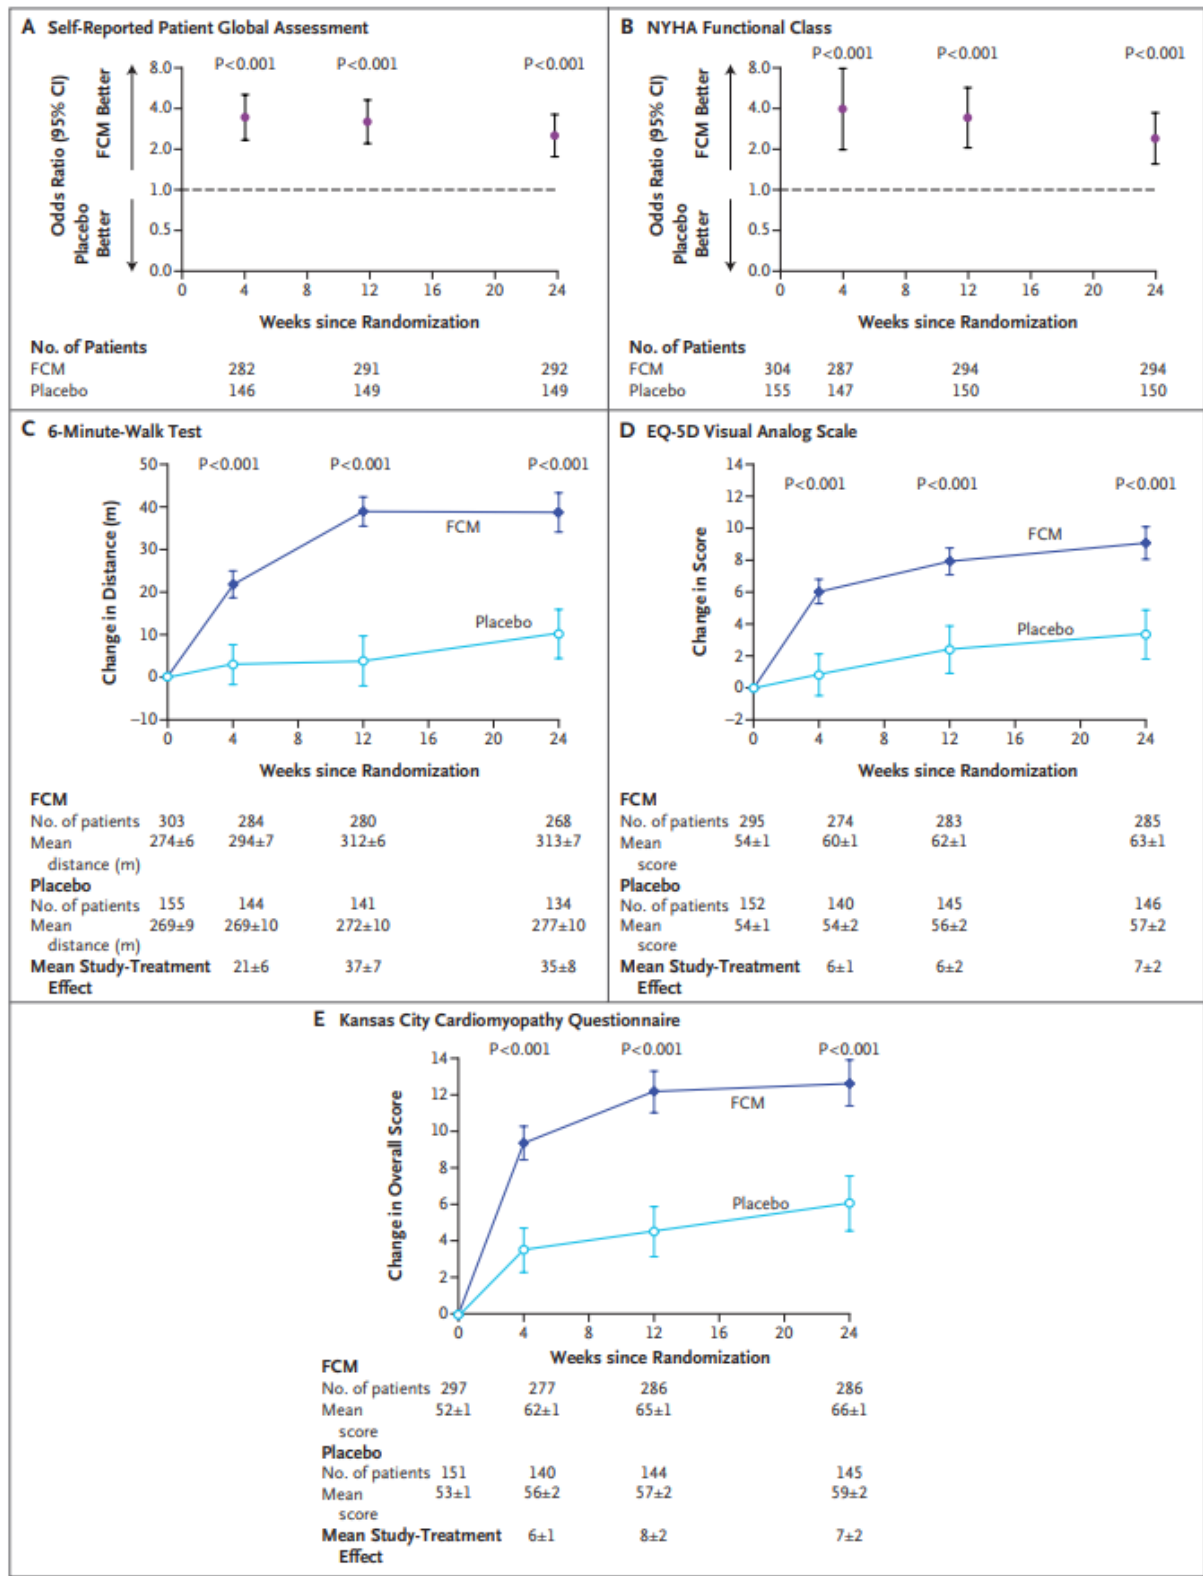 A Self-Reported Patient Global Assessment
P<0.001 P<0.001 P<0.001
Odds Ratio (95% CI)
FCM Better
Placebo Better
8.0
4.0
2.0
1.0
0.5
0.0
0 4 8 12 16 20 24
Weeks since Randomization
No. of Patients
FCM 282 291 292
Placebo 146 149 149
B NYHA Functional Class
P<0.001 P<0.001 P<0.001
Odds Ratio (95% CI)
FCM Better
Placebo Better
8.0
4.0
2.0
1.0
0.5
0.0
0 4 8 12 16 20 24
Weeks since Randomization
No. of Patients
FCM 304 287 294 294
Placebo 155 147 150 150
C 6-Minute-Walk Test
P<0.001 P<0.001 P<0.001
Change in Distance (m)
50
40
30
20
10
0
−10
FCM
Placebo
0 4 8 12 16 20 24
Weeks since Randomization
FCM
No. of patients 303 284 280 268
Mean 274±6 294±7 312±6 313±7
distance (m)
Placebo
No. of patients 155 144 141 134
Mean 269±9 269±10 272±10 277±10
distance (m)
Mean Study-Treatment 21±6 37±7 35±8
Effect
D EQ-5D Visual Analog Scale
P<0.001 P<0.001 P<0.001
Change in Score
14
12
10
8
6
4
2
0
−2
FCM
Placebo
0 4 8 12 16 20 24
Weeks since Randomization
FCM
No. of patients 295 274 283 285
Mean 54±1 60±1 62±1 63±1
score
Placebo
No. of patients 152 140 145 146
Mean 54±1 54±2 56±2 57±2
score
Mean Study-Treatment 6±1 6±2 7±2
Effect
E Kansas City Cardiomyopathy Questionnaire
P<0.001 P<0.001 P<0.001
Change in Overall Score
14
12
10
8
6
4
2
0
FCM
Placebo
0 4 8 12 16 20 24
Weeks since Randomization
FCM
No. of patients 297 277 286 286
Mean 52±1 62±1 65±1 66±1
score
Placebo
No. of patients 151 140 144 145
Mean 53±1 56±2 57±2 59±2
score
Mean Study-Treatment 6±1 8±2 7±2
Effect